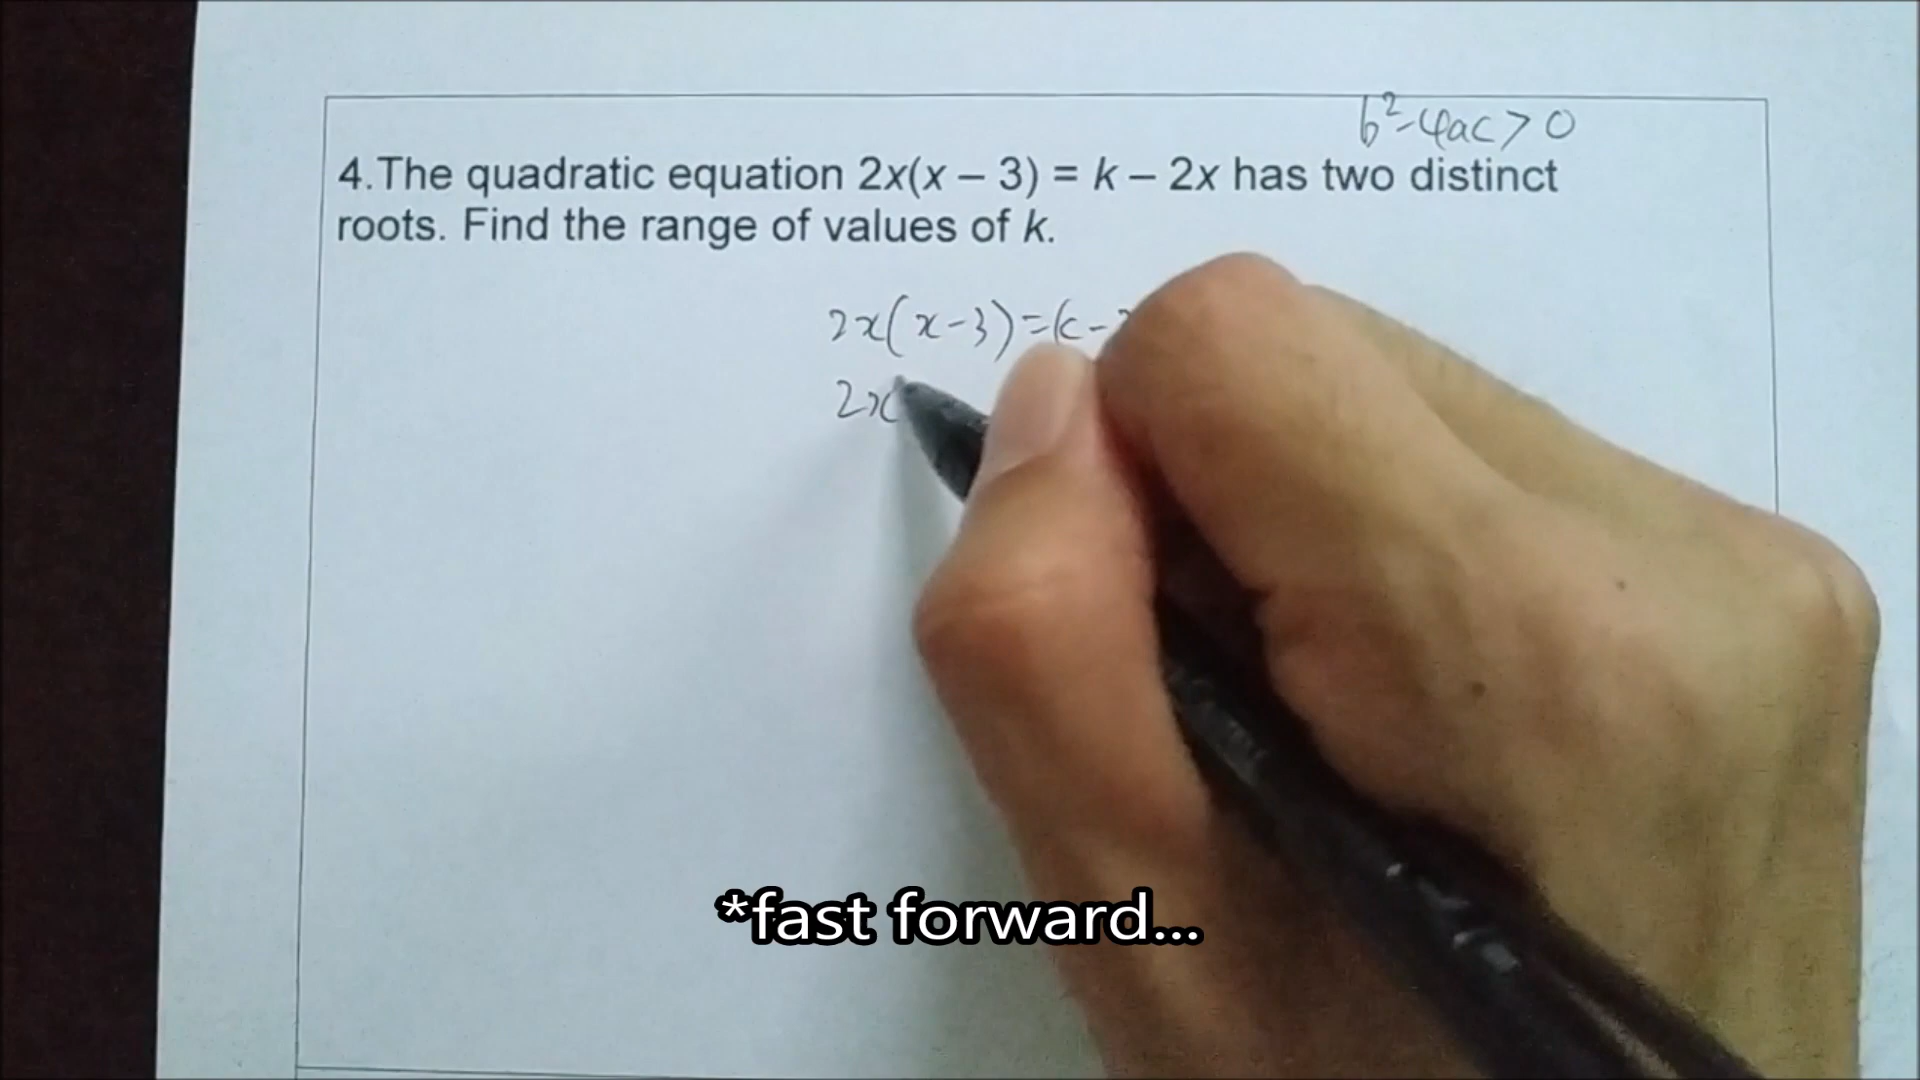 b²-4ac > 0
4.The quadratic equation 2x(x – 3) = k – 2x has two distinct
roots. Find the range of values of k.
2x(x-3)=k-
2x
*fast forward...